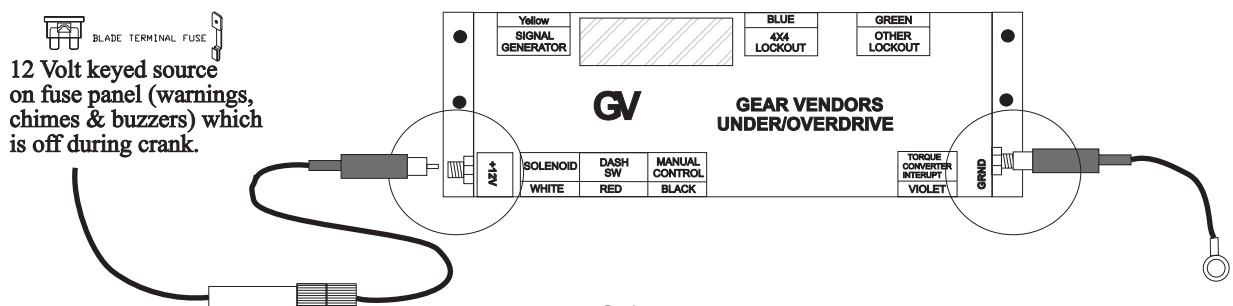 BLADE TERMINAL FUSE
12 Volt keyed source
on fuse panel (warnings,
chimes & buzzers) which
is off during crank.
Yellow
SIGNAL
GENERATOR
BLUE
4X4
LOCKOUT
GREEN
OTHER
LOCKOUT
GV
GEAR VENDORS
UNDER/OVERDRIVE
+12V
SOLENOID
WHITE
DASH
SW
RED
MANUAL
CONTROL
BLACK
TORQUE
CONVERTER
INTERUPT
VIOLET
GRND